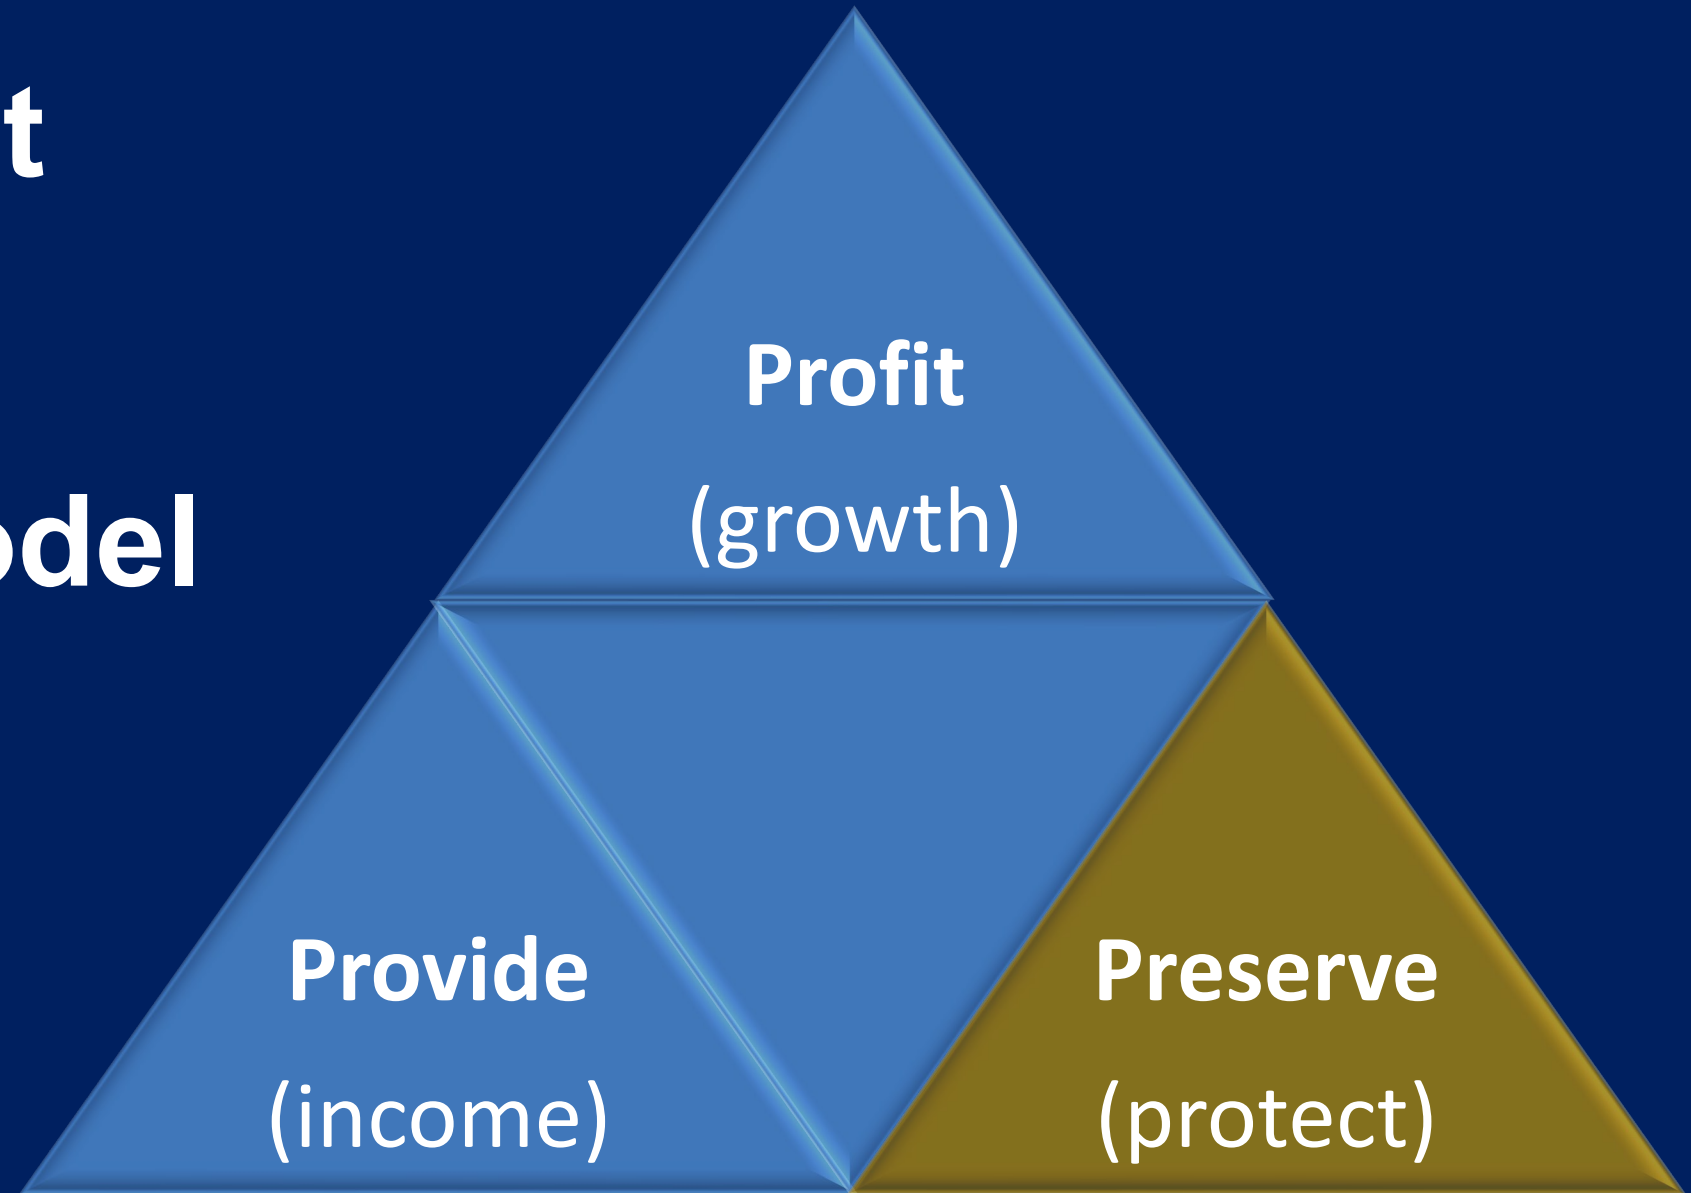 t
odel
Profit
(growth)
Provide
(income)
Preserve
(protect)